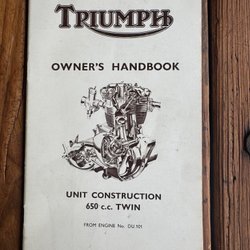 TRIUMPH
OWNER'S HANDBOOK
UNIT CONSTRUCTION
650 c.c. TWIN
FROM ENGINE No. DU.101